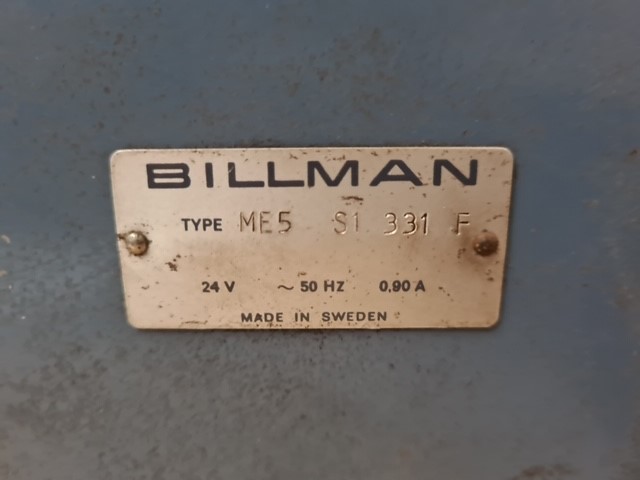 BILLMAN
TYPE ME5 S1 331 F
24 V ~ 50 HZ 0,90 A
MADE IN SWEDEN